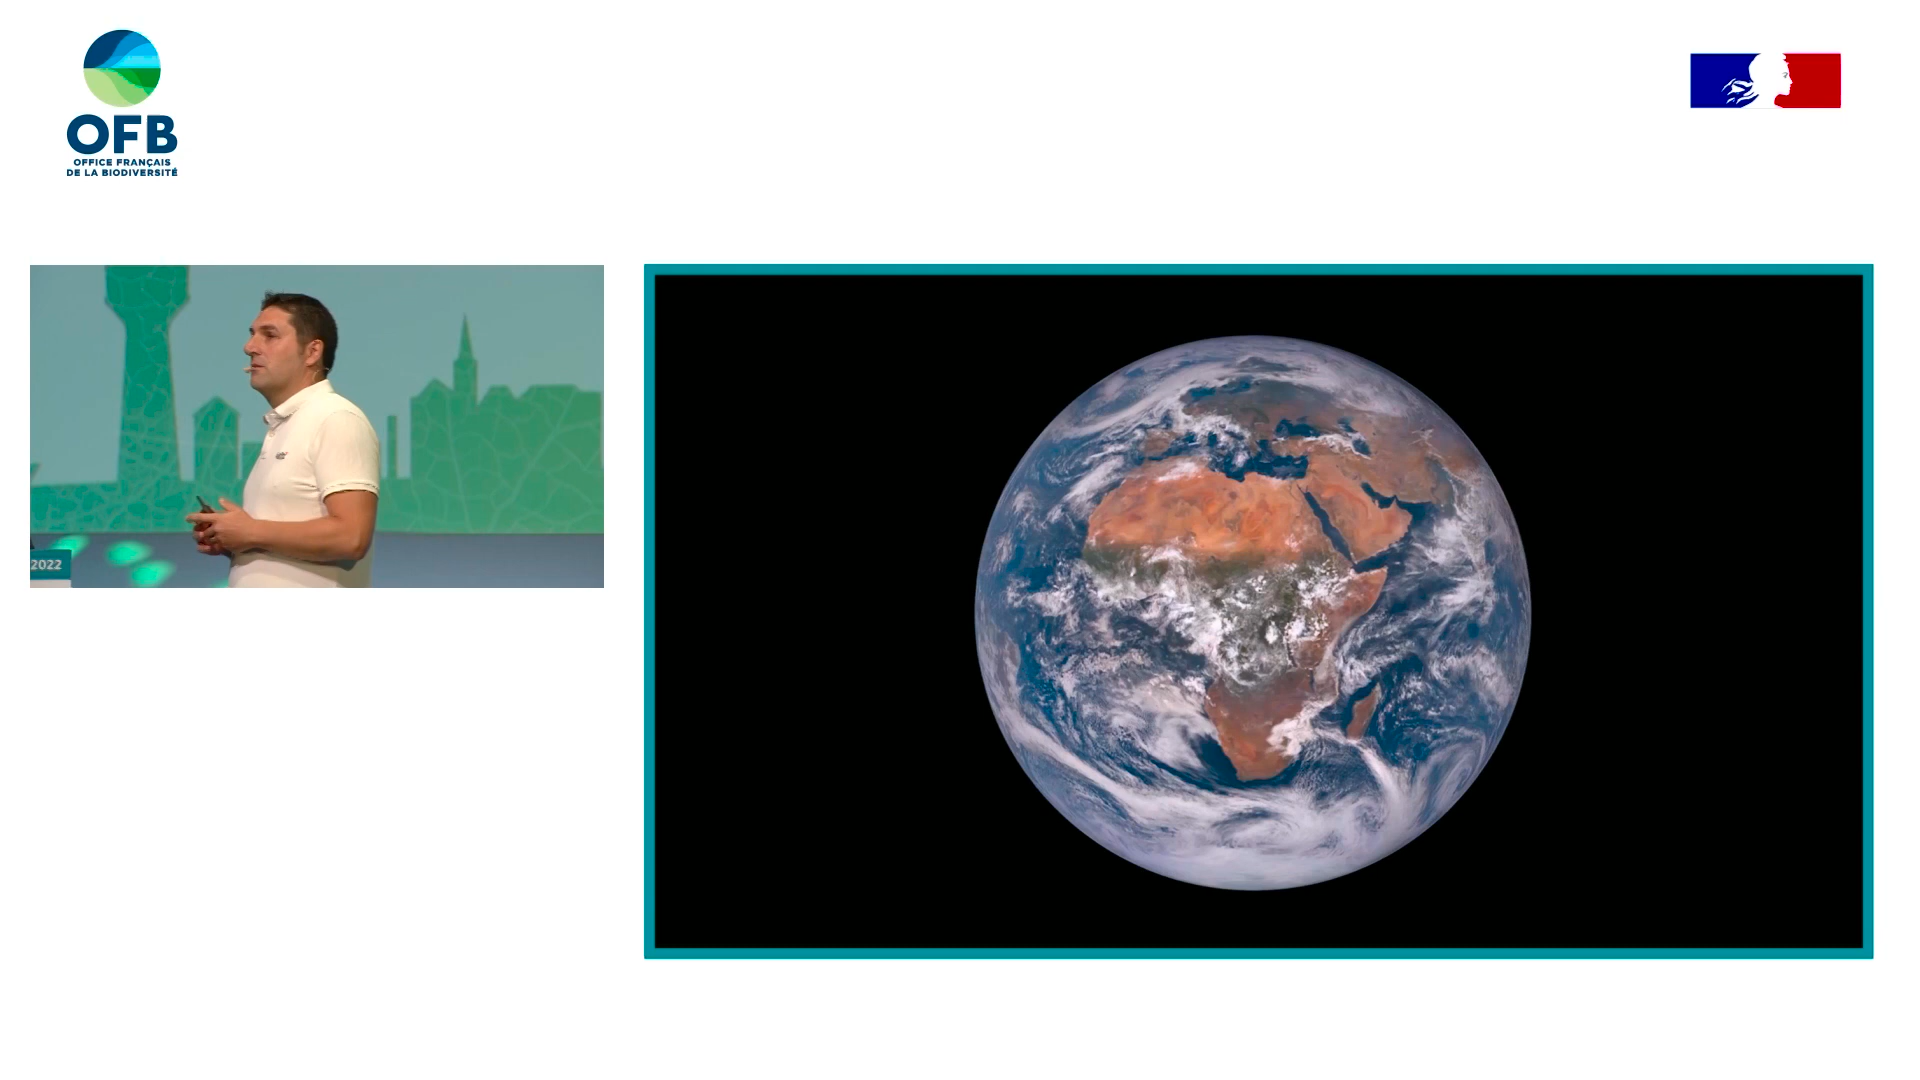 OFB
OFFICE FRANÇAIS
DE LA BIODIVERSITÉ
2022